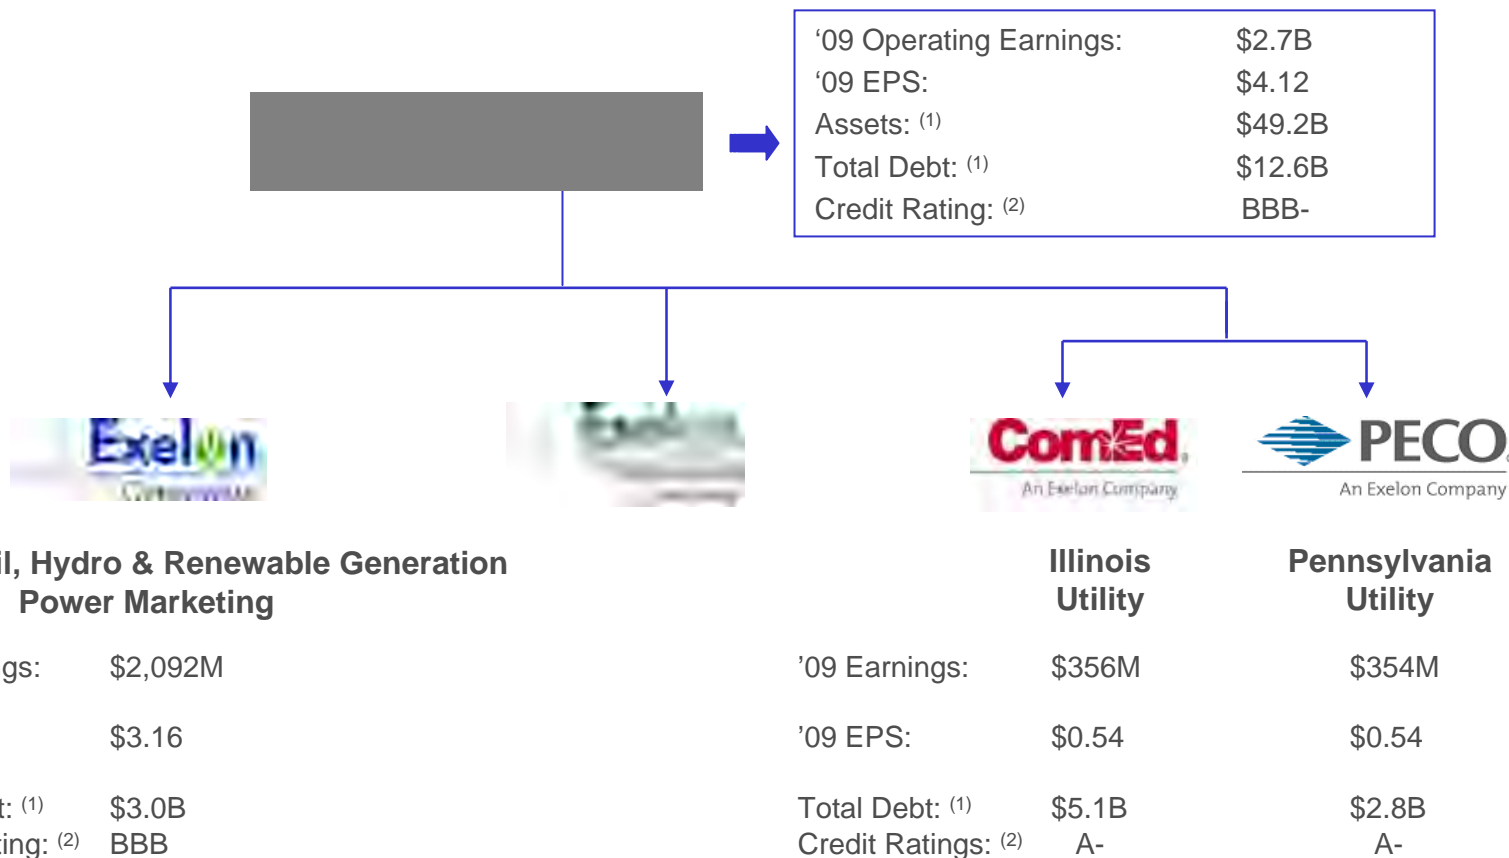 ‘09 Operating Earnings: $2.7B
‘09 EPS: $4.12
Assets: (1) $49.2B
Total Debt: (1) $12.6B
Credit Rating: (2) BBB-
Exelon
ComEd
An Exelon Company
PECO
An Exelon Company
il, Hydro & Renewable Generation
Power Marketing
Illinois
Utility
Pennsylvania
Utility
gs: $2,092M
’09 Earnings: $356M $354M
$3.16
’09 EPS: $0.54 $0.54
t: (1) $3.0B
Total Debt: (1) $5.1B $2.8B
ting: (2) BBB
Credit Ratings: (2) A- A-